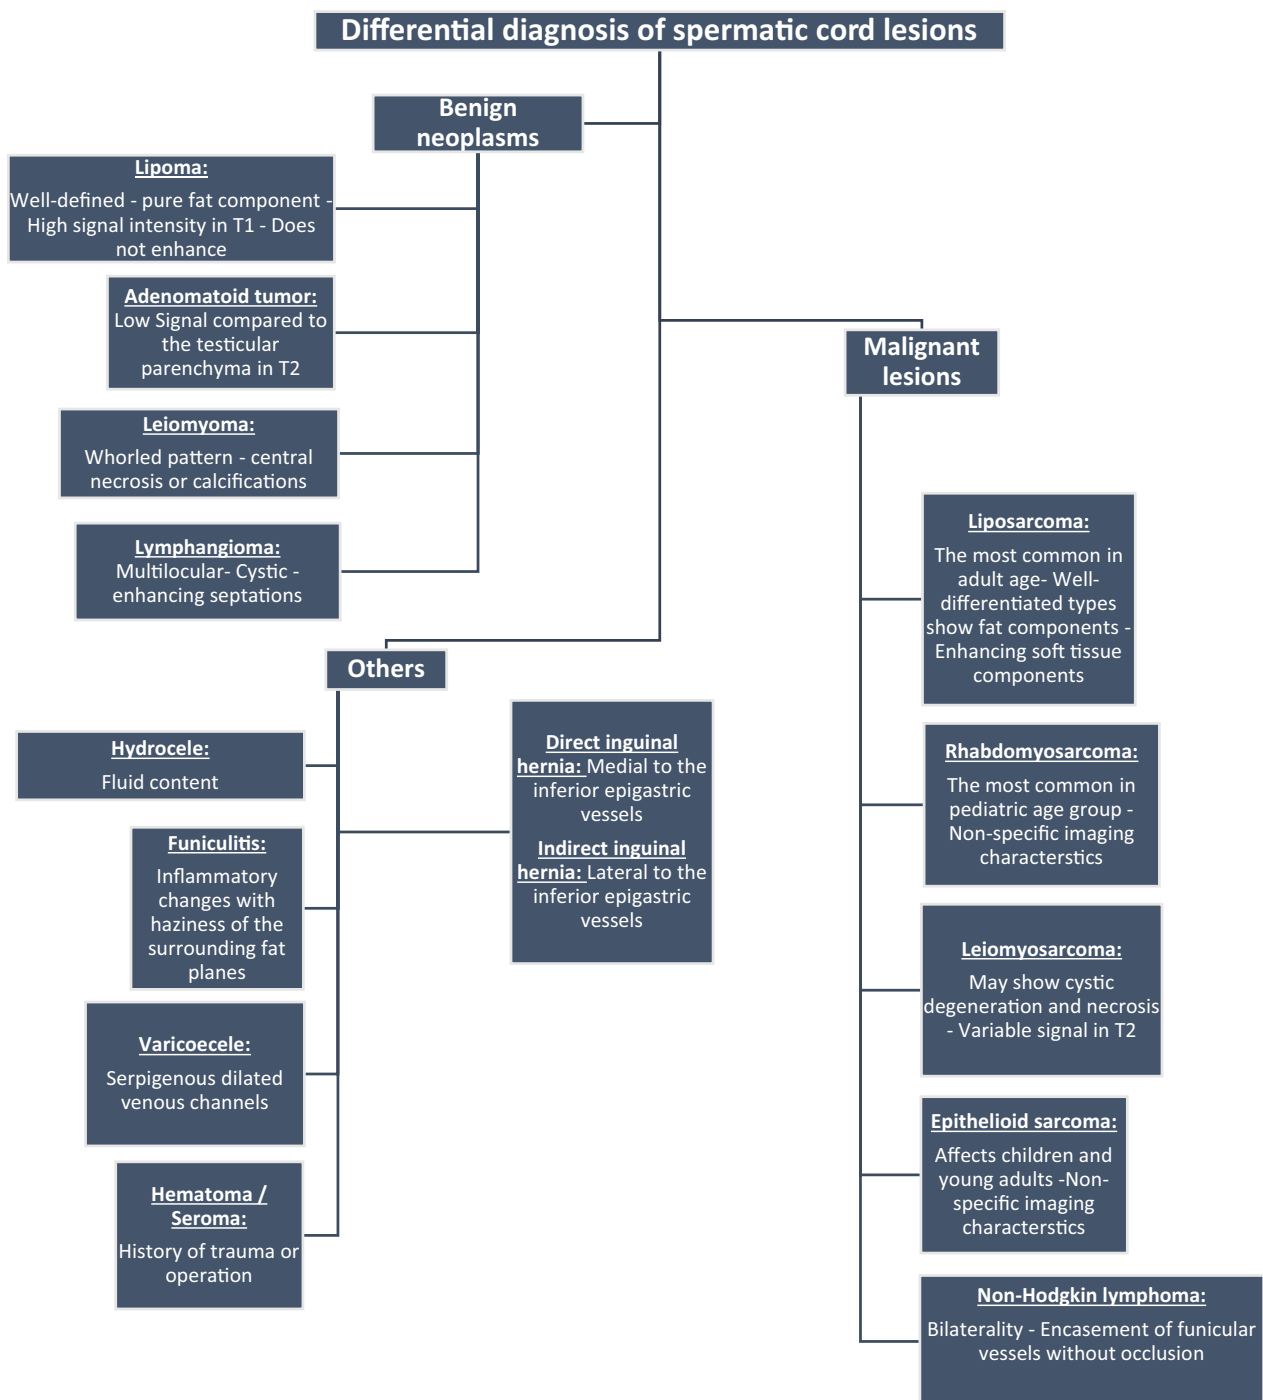 Differential diagnosis of spermatic cord lesions
Benign
neoplasms
Lipoma:
Well-defined - pure fat component -
High signal intensity in T1 - Does
not enhance
Adenomatoid tumor:
Low Signal compared to
the testicular
parenchyma in T2
Leiomyoma:
Whorled pattern - central
necrosis or calcifications
Lymphangioma:
Multilocular- Cystic -
enhancing septations
Malignant
lesions
Liposarcoma:
The most common in
adult age- Well-
differentiated types
show fat components -
Enhancing soft tissue
components
Rhabdomyosarcoma:
The most common in
pediatric age group -
Non-specific imaging
characterstics
Leiomyosarcoma:
May show cystic
degeneration and necrosis
- Variable signal in T2
Epithelioid sarcoma:
Affects children and
young adults -Non-
specific imaging
characterstics
Non-Hodgkin lymphoma:
Bilaterality - Encasement of funicular
vessels without occlusion
Others
Hydrocele:
Fluid content
Funiculitis:
Inflammatory
changes with
haziness of the
surrounding fat
planes
Varicoecele:
Serpigenous dilated
venous channels
Hematoma /
Seroma:
History of trauma or
operation
Direct inguinal
hernia: Medial to the
inferior epigastric
vessels
Indirect inguinal
hernia: Lateral to the
inferior epigastric
vessels